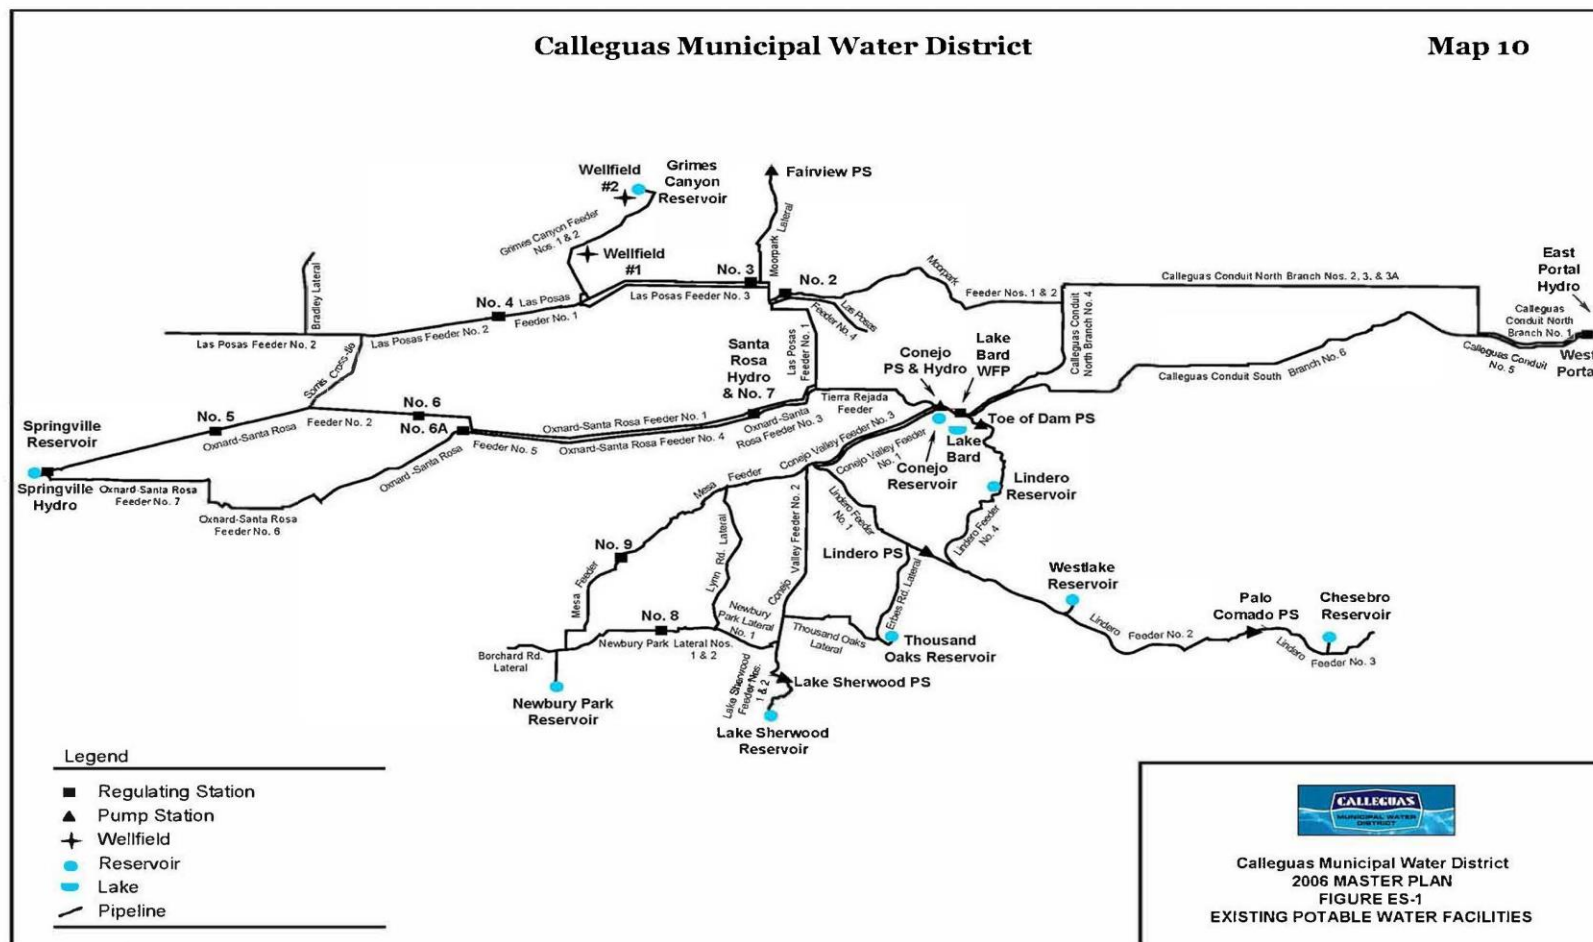 Calleguas Municipal Water District
Map 10
Wellfield
#2
Grimes
Canyon
Reservoir
Fairview PS
Grimes Canyon Feeder
Nos. 1 & 2
Wellfield
#1
Moorpark Lateral
No. 3
No. 2
Moorpark
Feeder Nos. 1 & 2
Calleguas Conduit North Branch Nos. 2, 3, & 3A
East
Portal
Hydro
Bradley Lateral
No. 4
Las Posas
Feeder No. 1
Las Posas Feeder No. 3
Las Posas
Feeder No. 4
Calleguas Conduit
North Branch No. 4
Calleguas
Conduit North
Branch No. 1
Las Posas Feeder No. 2
Las Posas Feeder No. 2
Somis Cross-tie
Santa
Rosa
Hydro
& No. 7
Las Posas
Feeder No. 1
Conejo
PS & Hydro
Lake
Bard
WFP
Calleguas Conduit South
Branch No. 6
Calleguas Conduit
No. 5
West
Portal
Tierra Rejada
Feeder
Springville
Reservoir
No. 5
Oxnard-Santa Rosa
Feeder No. 2
No. 6
No. 6A
Oxnard-Santa Rosa Feeder No. 1
Oxnard-Santa Rosa Feeder No. 4
Feeder No. 5
Oxnard-Santa
Rosa Feeder No. 3
Conejo Valley Feeder No. 3
Conejo Valley Feeder
No. 1
Toe of Dam PS
Lake
Bard
Conejo
Reservoir
Springville
Hydro
Oxnard-Santa Rosa
Feeder No. 7
Oxnard-Santa Rosa
Oxnard-Santa Rosa
Feeder No. 6
Mesa Feeder
Lindero
Reservoir
Lindero Feeder
No. 1
Lindero Feeder
No. 4
No. 9
Mesa Feeder
Lynn Rd. Lateral
Conejo Valley Feeder No. 2
Lindero PS
Erbes Rd. Lateral
Westlake
Reservoir
Palo
Comado PS
Chesebro
Reservoir
No. 8
Newbury
Park Lateral
No. 1
Thousand Oaks
Lateral
Thousand
Oaks Reservoir
Lindero
Feeder No. 2
Lindero
Feeder No. 3
Borchard Rd.
Lateral
Newbury Park Lateral Nos.
1 & 2
Lake Sherwood
Feeder Nos.
1 & 2
Lake Sherwood PS
Newbury Park
Reservoir
Lake Sherwood
Reservoir
Legend
Regulating Station
Pump Station
Wellfield
Reservoir
Lake
Pipeline
CALLEGUAS
MUNICIPAL WATER
DISTRICT
Calleguas Municipal Water District
2006 MASTER PLAN
FIGURE ES-1
EXISTING POTABLE WATER FACILITIES